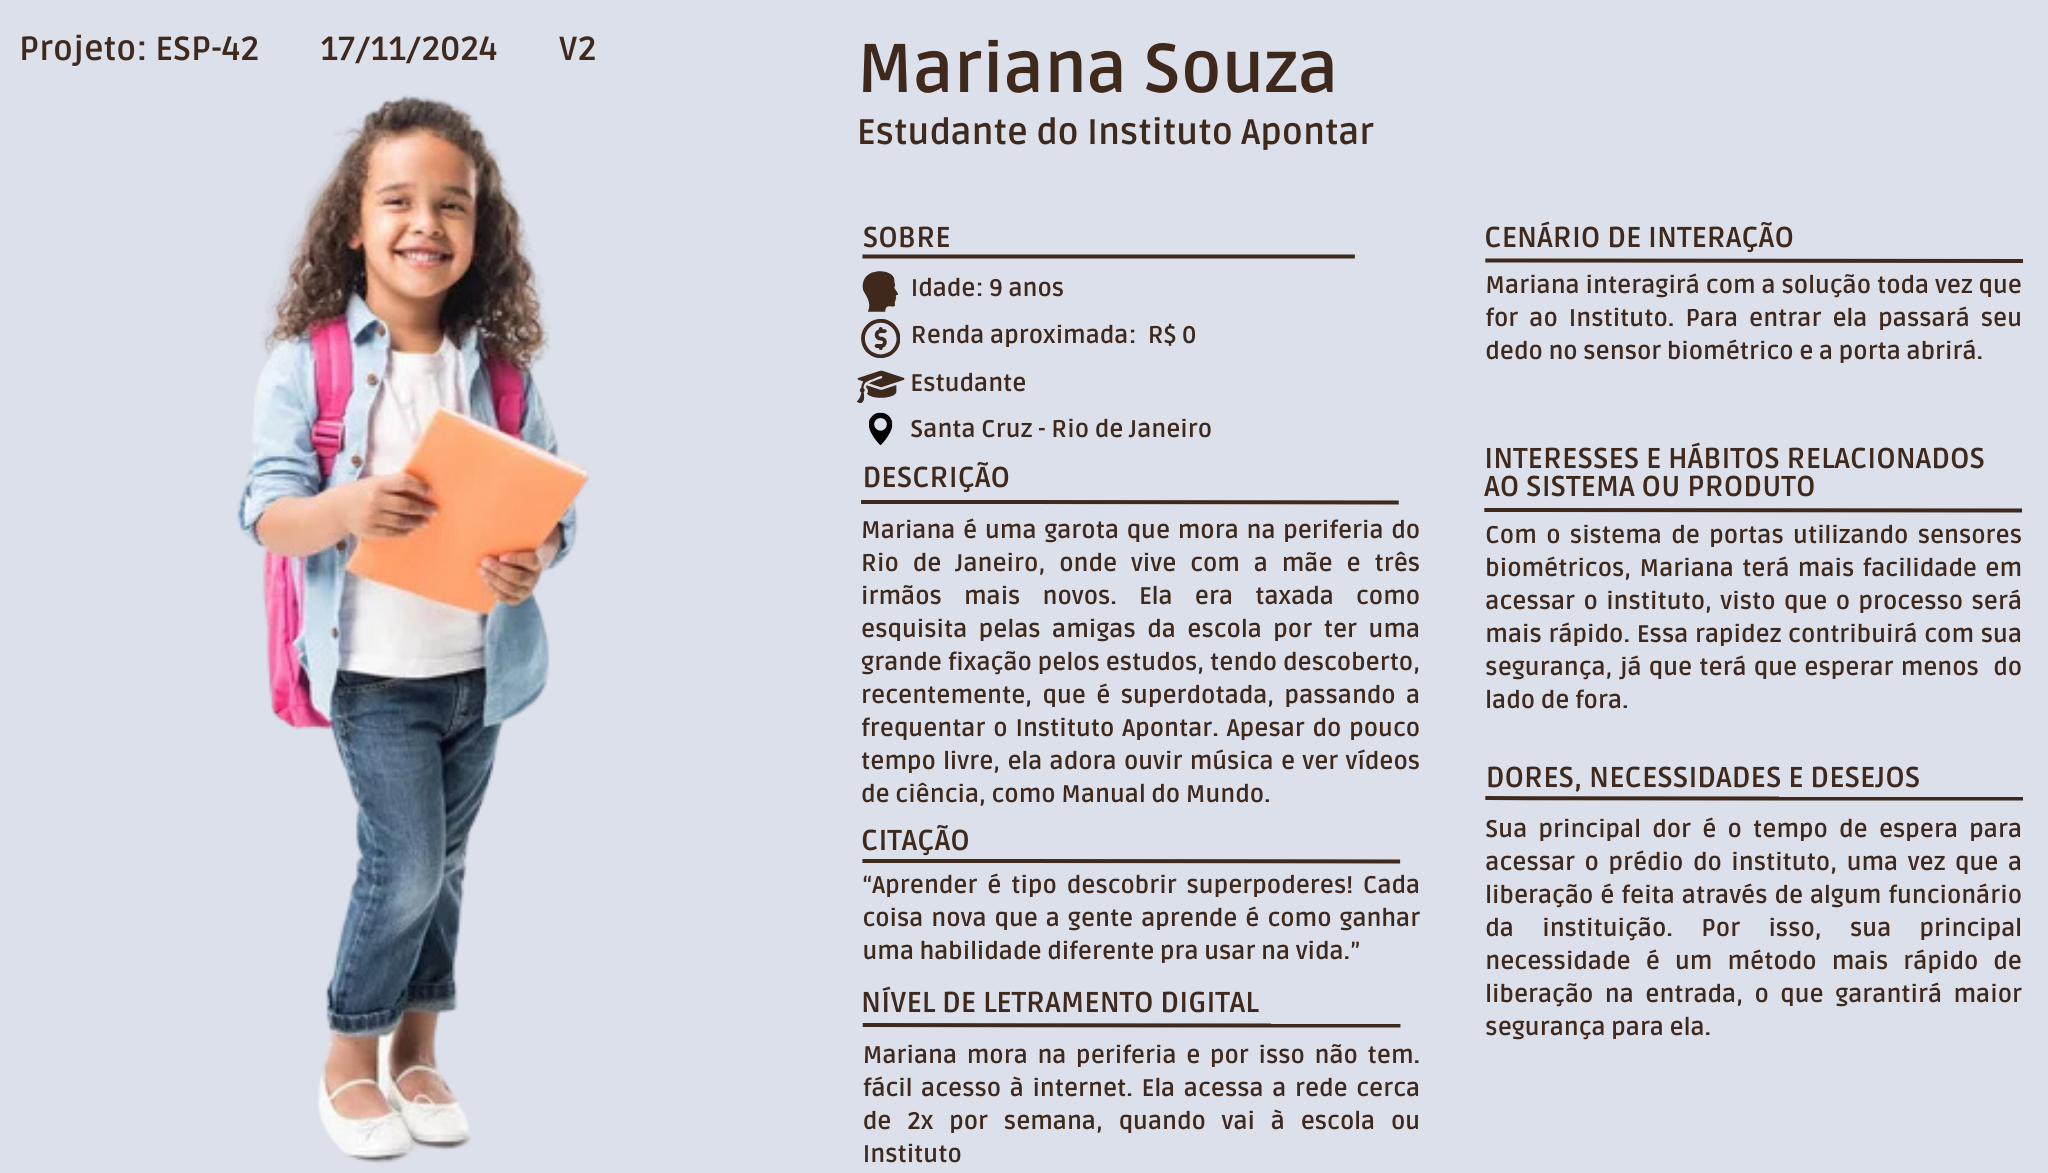 Projeto: ESP-42 17/11/2024 V2
Mariana Souza
Estudante do Instituto Apontar
SOBRE
Idade: 9 anos
Renda aproximada: R$ 0
Estudante
Santa Cruz - Rio de Janeiro
DESCRIÇÃO
Mariana é uma garota que mora na periferia do
Rio de Janeiro, onde vive com a mãe e três
irmãos mais novos. Ela era taxada como
esquisita pelas amigas da escola por ter uma
grande fixação pelos estudos, tendo descoberto,
recentemente, que é superdotada, passando a
frequentar o Instituto Apontar. Apesar do pouco
tempo livre, ela adora ouvir música e ver vídeos
de ciência, como Manual do Mundo.
CITAÇÃO
“Aprender é tipo descobrir superpoderes! Cada
coisa nova que a gente aprende é como ganhar
uma habilidade diferente pra usar na vida.”
NÍVEL DE LETRAMENTO DIGITAL
Mariana mora na periferia e por isso não tem.
fácil acesso à internet. Ela acessa a rede cerca
de 2x por semana, quando vai à escola ou
Instituto
CENÁRIO DE INTERAÇÃO
Mariana interagirá com a solução toda vez que
for ao Instituto. Para entrar ela passará seu
dedo no sensor biométrico e a porta abrirá.
INTERESSES E HÁBITOS RELACIONADOS
AO SISTEMA OU PRODUTO
Com o sistema de portas utilizando sensores
biométricos, Mariana terá mais facilidade em
acessar o instituto, visto que o processo será
mais rápido. Essa rapidez contribuirá com sua
segurança, já que terá que esperar menos do
lado de fora.
DORES, NECESSIDADES E DESEJOS
Sua principal dor é o tempo de espera para
acessar o prédio do instituto, uma vez que a
liberação é feita através de algum funcionário
da instituição. Por isso, sua principal
necessidade é um método mais rápido de
liberação na entrada, o que garantirá maior
segurança para ela.